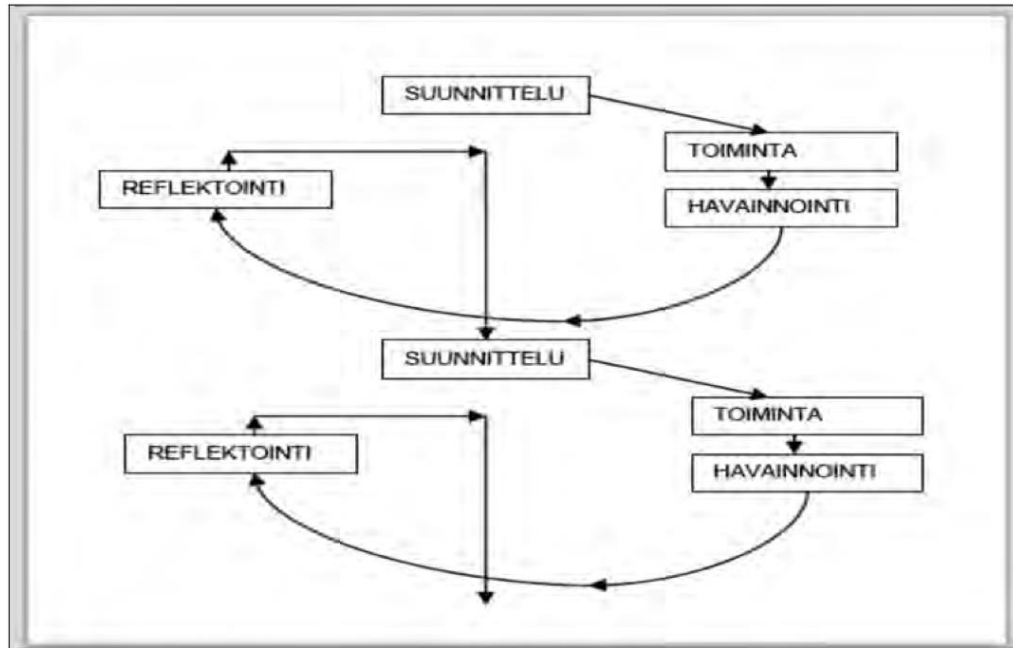 SUUNNITTELU
TOIMINTA
REFLEKTOINTI
HAVAINNOINTI
SUUNNITTELU
TOIMINTA
REFLEKTOINTI
HAVAINNOINTI